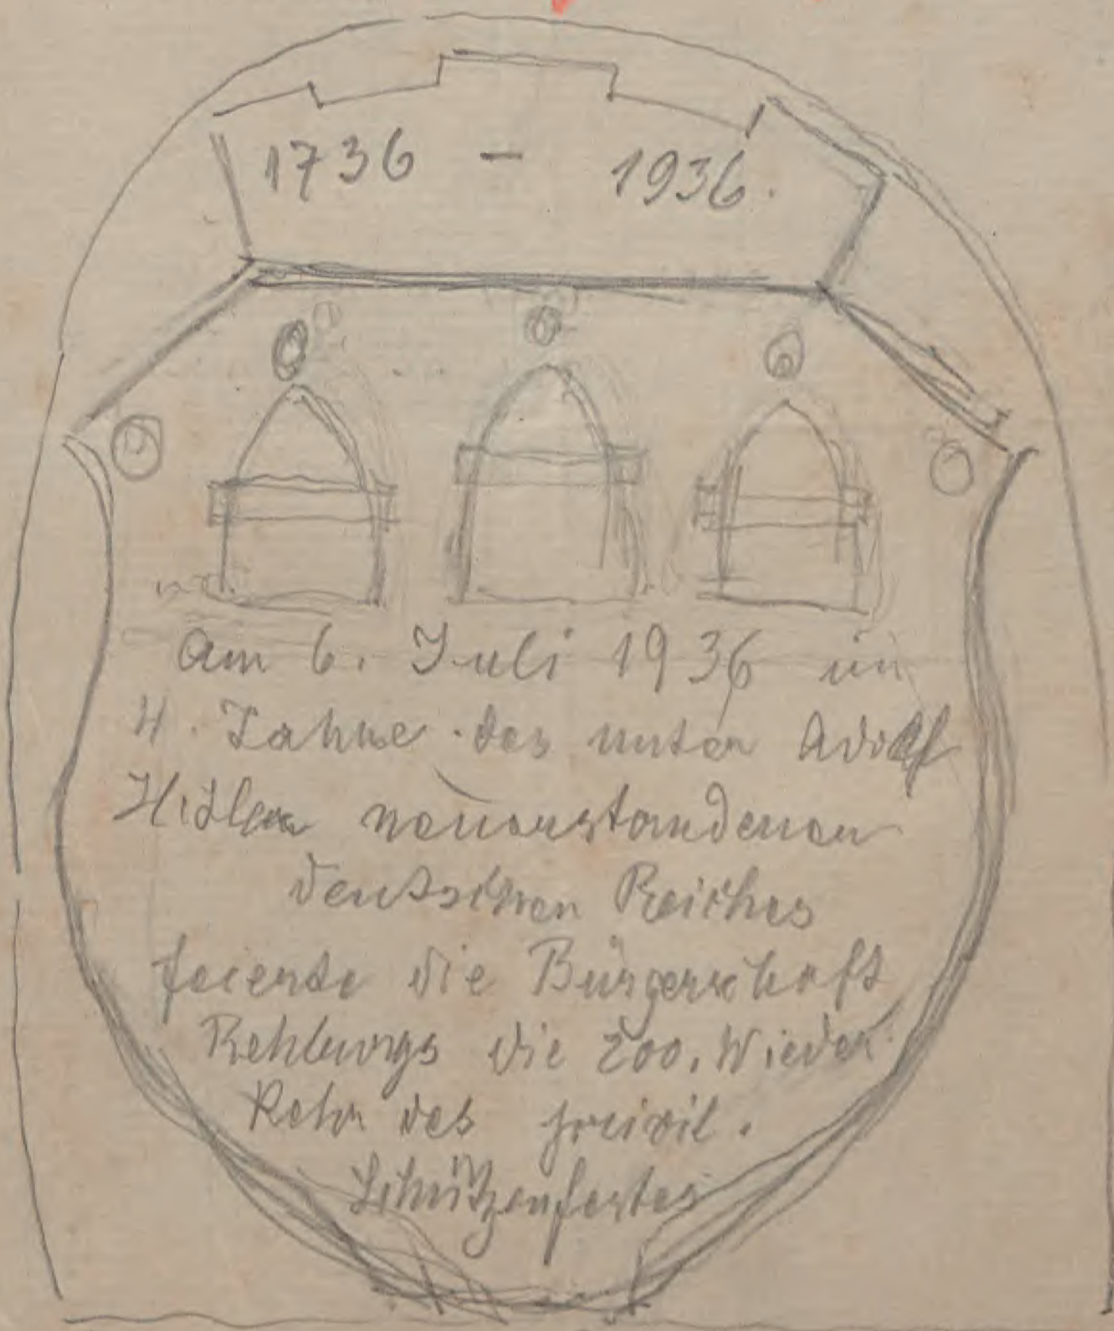 1736 – 1936.
Am 6. Juli 1936 im
4. Jahre des unter Adolf
Hitler neuerstandenen
deutschen Reiches
feierte die Bürgerschaft
Rehburgs die 200. Wieder-
kehr des privil.
Schützenfestes